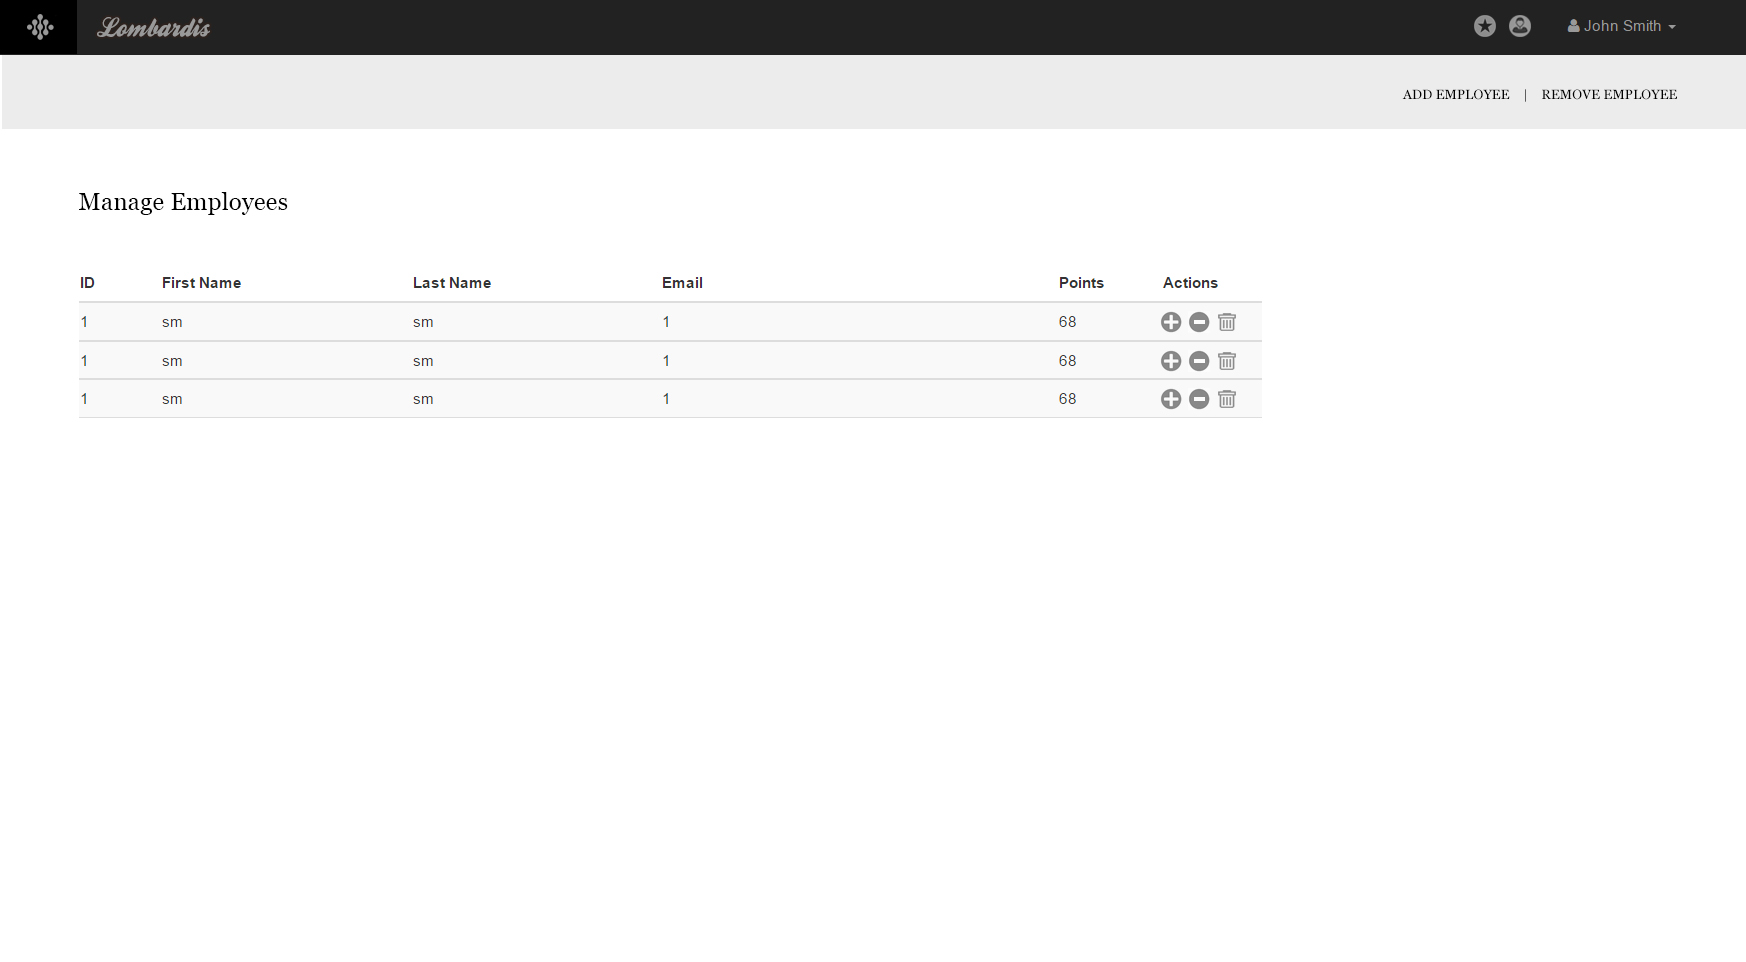 Lombardis
John Smith
ADD EMPLOYEE | REMOVE EMPLOYEE
Manage Employees
ID First Name Last Name Email Points Actions
1 sm sm 1 68
1 sm sm 1 68
1 sm sm 1 68